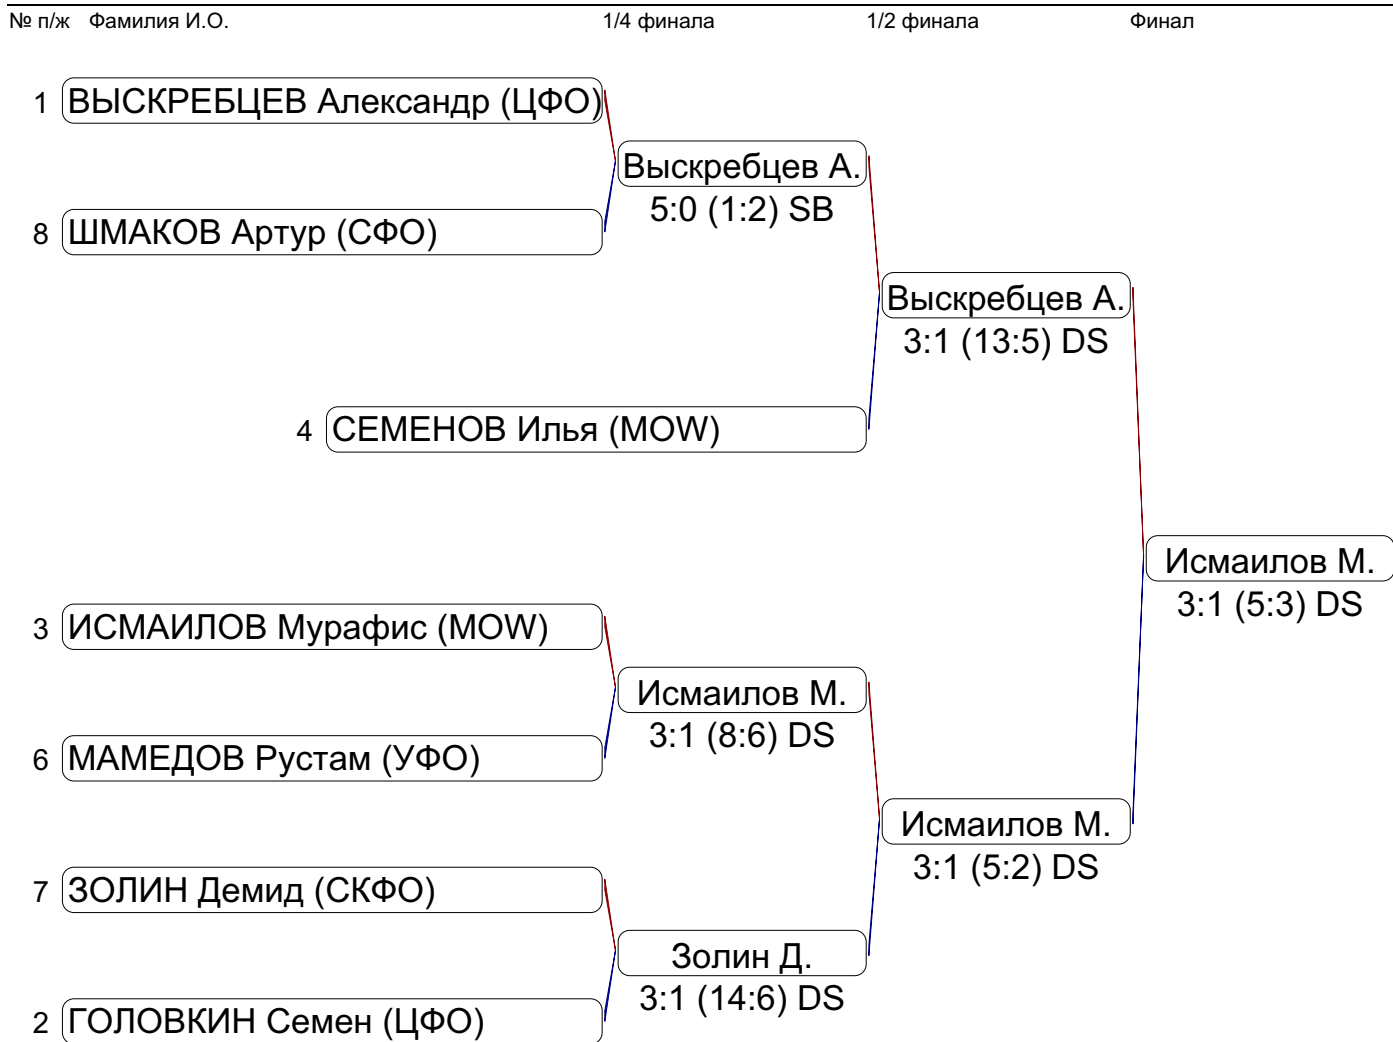 № п/ж Фамилия И.О. 1/4 финала 1/2 финала Финал
1 ВЫСКРЕБЦЕВ Александр (ЦФО)
Выскребцев А.
5:0 (1:2) SB
8 ШМАКОВ Артур (СФО)
Выскребцев А.
3:1 (13:5) DS
4 СЕМЕНОВ Илья (MOW)
Исмаилов М.
3:1 (5:3) DS
3 ИСМАИЛОВ Мурафис (MOW)
Исмаилов М.
3:1 (8:6) DS
6 МАМЕДОВ Рустам (УФО)
Исмаилов М.
3:1 (5:2) DS
7 ЗОЛИН Демид (СКФО)
Золин Д.
3:1 (14:6) DS
2 ГОЛОВКИН Семен (ЦФО)